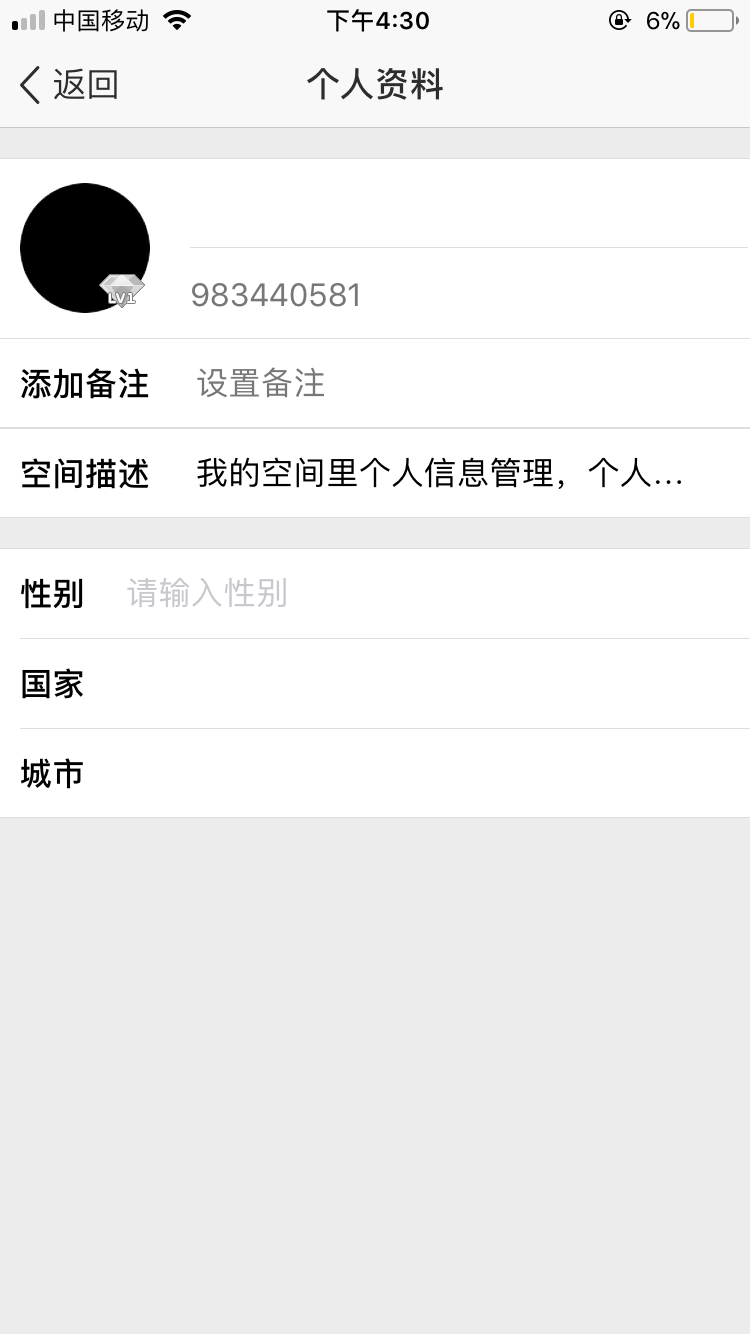 中国移动 下午4:30 6%
返回 个人资料
LV1
983440581
添加备注 设置备注
空间描述 我的空间里个人信息管理，个人...
性别 请输入性别
国家
城市